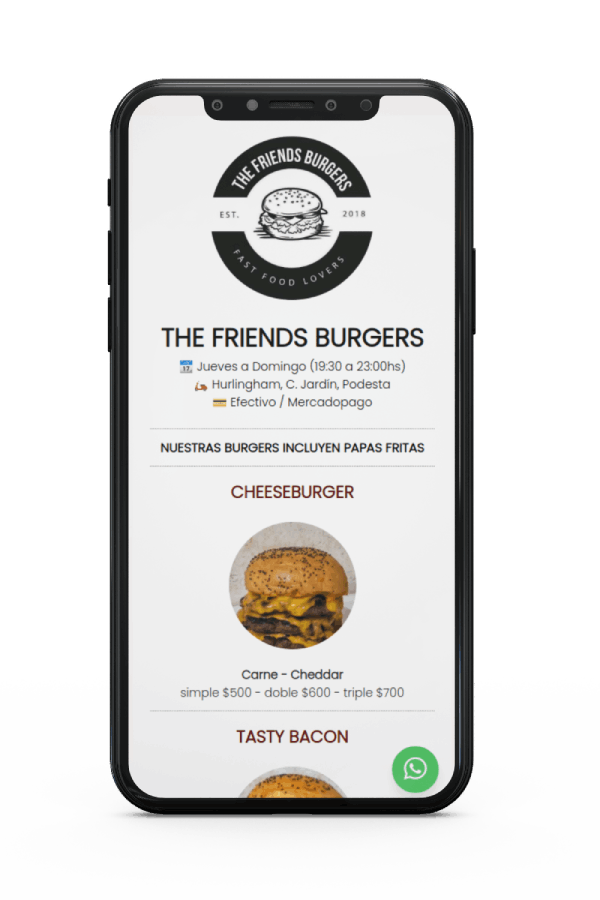 THE FRIENDS BURGERS
EST. 2018
FAST FOOD LOVERS
THE FRIENDS BURGERS
📅 Jueves a Domingo (19:30 a 23:00hs)
🛵 Hurlingham, C. Jardín, Podesta
💳 Efectivo / Mercadopago
NUESTRAS BURGERS INCLUYEN PAPAS FRITAS
CHEESEBURGER
Carne - Cheddar
simple $500 - doble $600 - triple $700
TASTY BACON